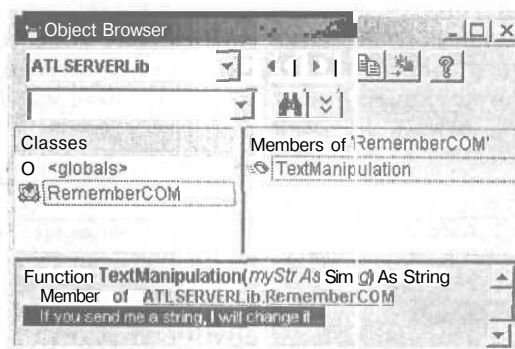 Object Browser
ATLSERVERLib
Classes
Members of 'RememberCOM'
<globals>
TextManipulation
RememberCOM
Function TextManipulation(myStr As Sim g) As String
Member of ATLSERVERLib.RememberCOM
If you send me a string, I will change it...